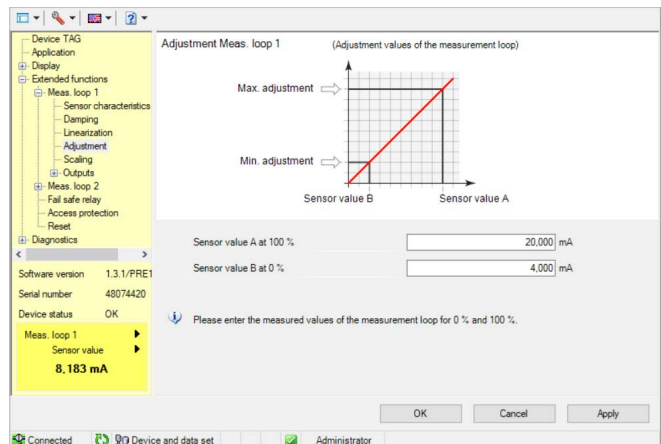 Device TAG
Application
Display
Extended functions
Meas. loop 1
Sensor characteristics
Damping
Linearization
Adjustment
Scaling
Outputs
Meas. loop 2
Fail safe relay
Access protection
Reset
Diagnostics
Software version 1.3.1/PRE1
Serial number 48074420
Device status OK
Meas. loop 1
Sensor value
8,183 mA
Adjustment Meas. loop 1 (Adjustment values of the measurement loop)
Max. adjustment
Min. adjustment
Sensor value B Sensor value A
Sensor value A at 100 % 20,000 mA
Sensor value B at 0 % 4,000 mA
Please enter the measured values of the measurement loop for 0 % and 100 %.
OK Cancel Apply
Connected Device and data set Administrator